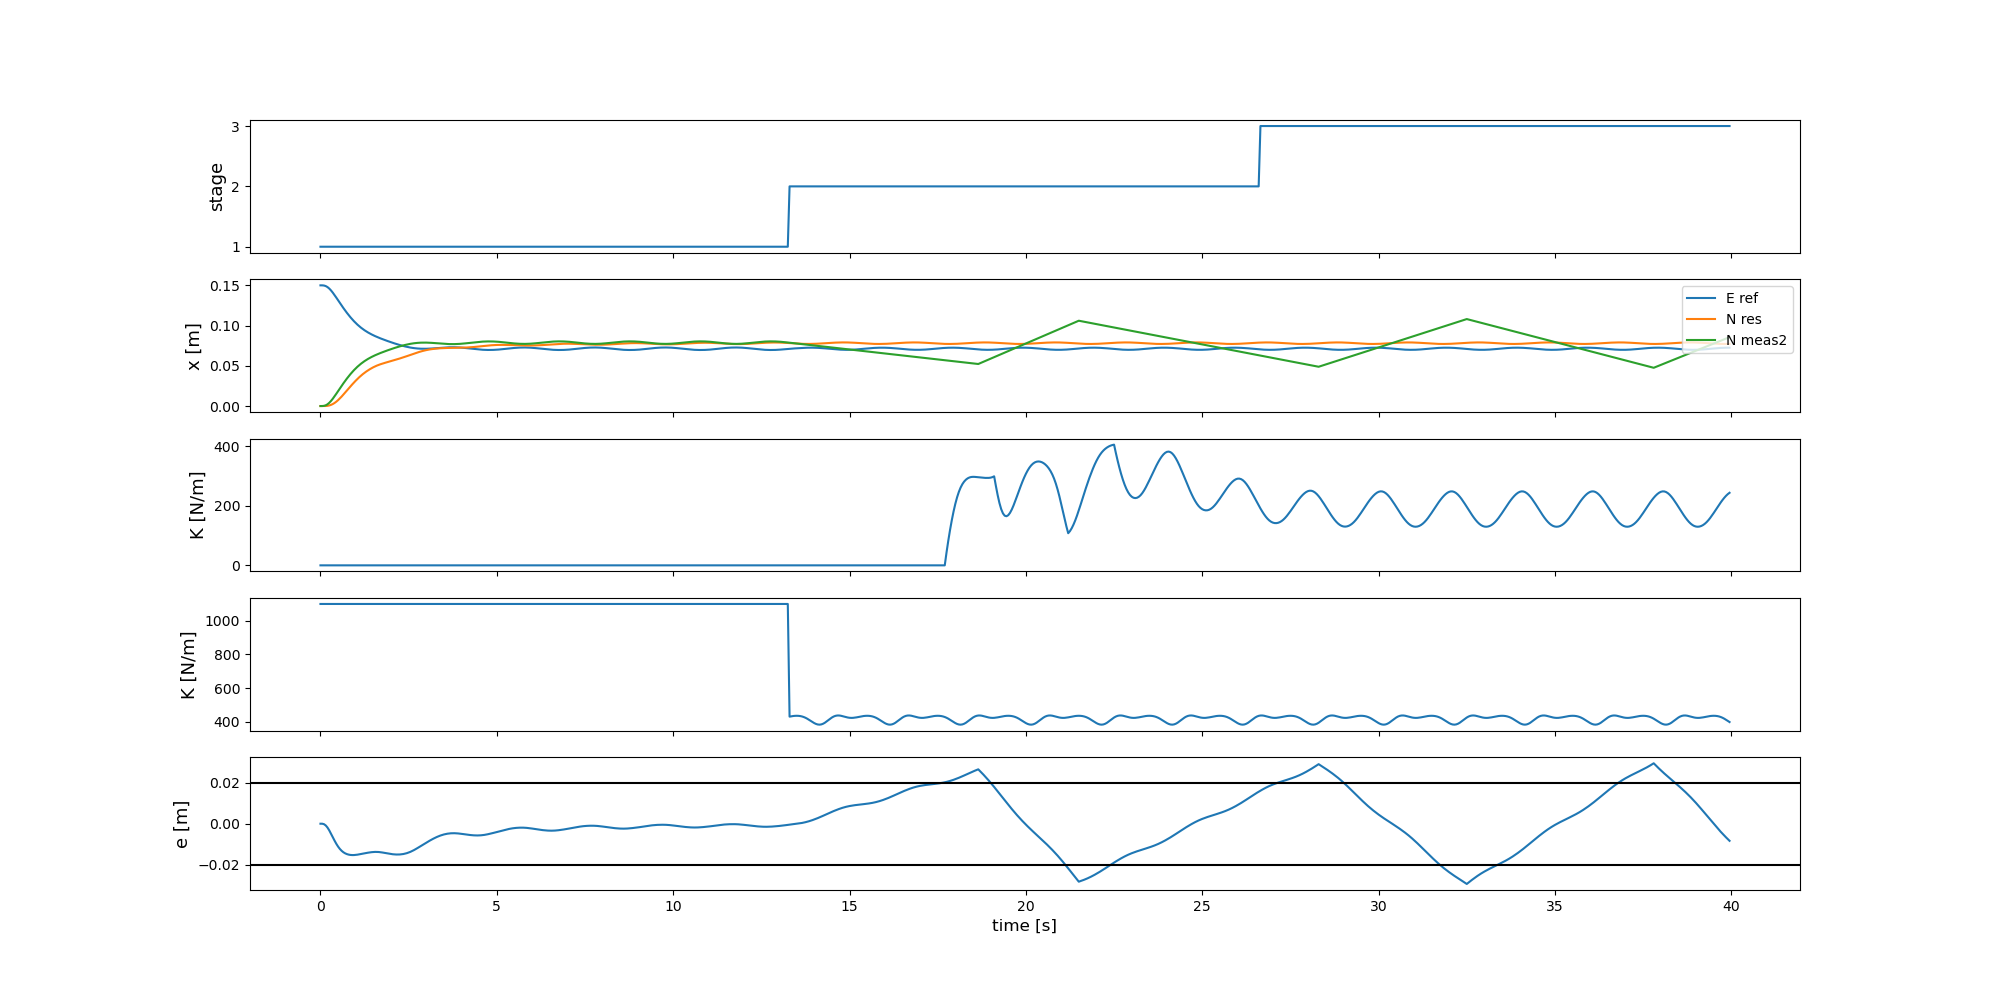 stage
3
2
1
x [m]
0.15
0.10
0.05
0.00
E ref
N res
N meas2
K [N/m]
400
200
0
K [N/m]
1000
800
600
400
e [m]
0.02
0.00
−0.02
0 5 10 15 20 25 30 35 40
time [s]